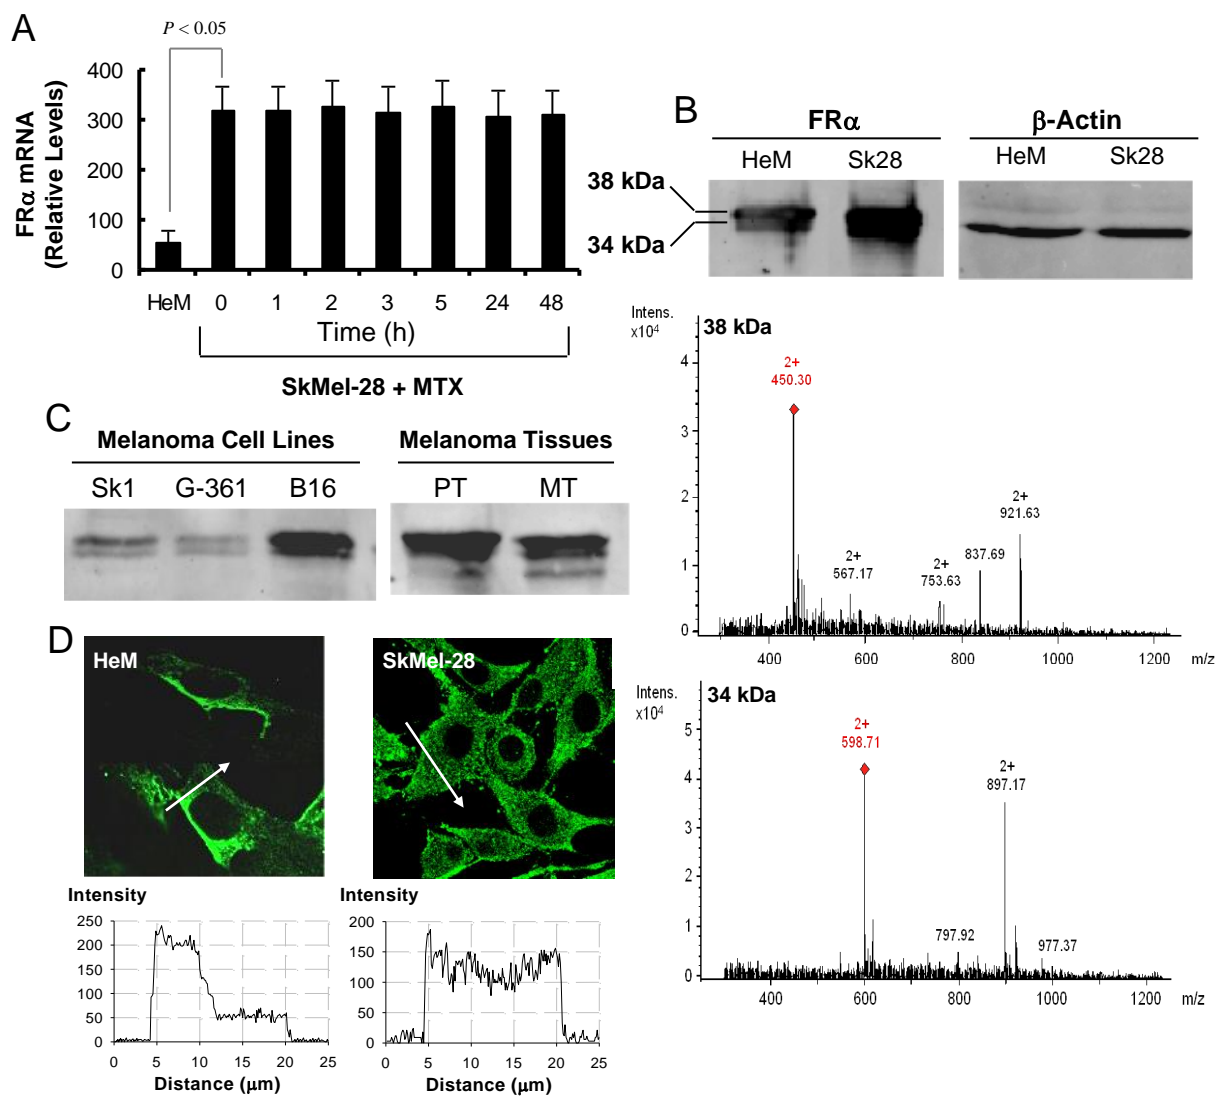 A
P < 0.05
FRα mRNA
(Relative Levels)
400
300
200
100
0
HeM 0 1 2 3 5 24 48
Time (h)
SkMel-28 + MTX
B
FRα β-Actin
HeM Sk28 HeM Sk28
38 kDa
34 kDa
Intens.
x10⁴
38 kDa
4
3
2
1
0
2+
450.30
2+
567.17
2+
753.63
837.69
2+
921.63
400 600 800 1000 1200 m/z
Intens.
x10⁴
34 kDa
5
4
3
2
1
0
2+
598.71
797.92
2+
897.17
977.37
400 600 800 1000 1200 m/z
C
Melanoma Cell Lines Melanoma Tissues
Sk1 G-361 B16 PT MT
D
HeM SkMel-28
Intensity
250
200
150
100
50
0
0 5 10 15 20 25
Distance (μm)
Intensity
200
150
100
50
0
0 5 10 15 20 25
Distance (μm)